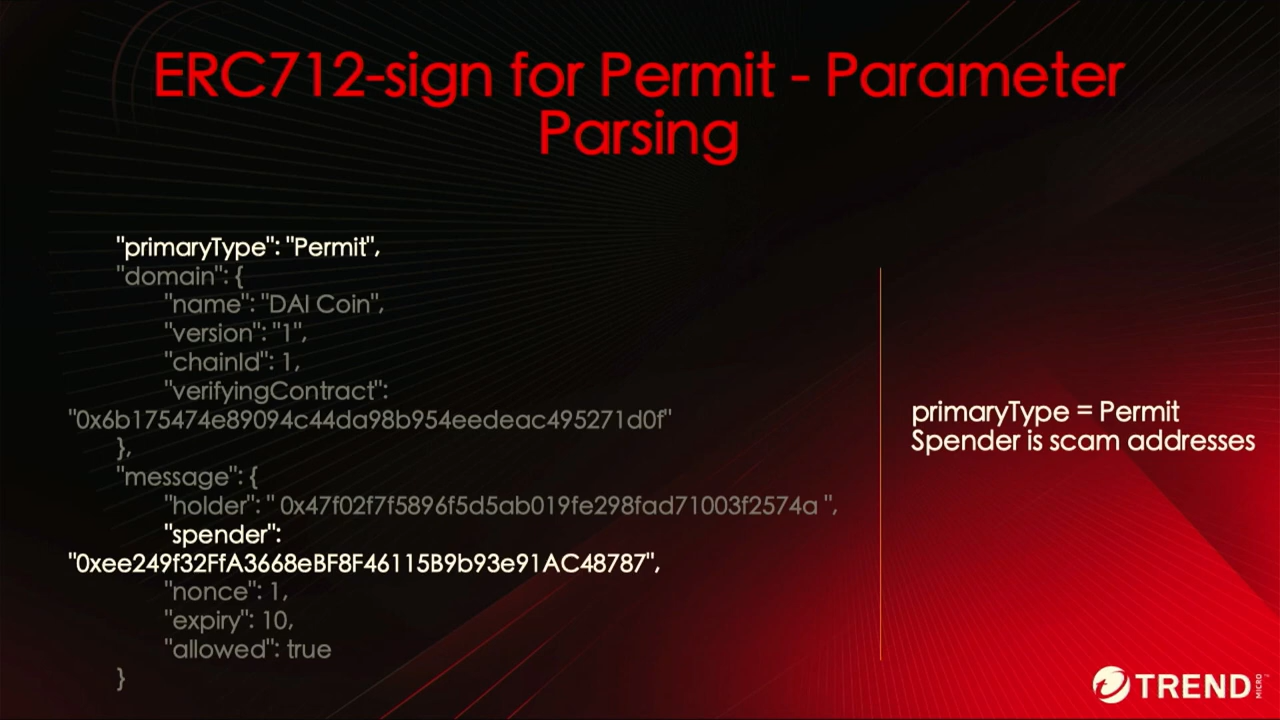 ERC712-sign for Permit - Parameter
Parsing
"primaryType": "Permit",
"domain": {
"name": "DAI Coin",
"version": "1",
"chainId": 1,
"verifyingContract":
"0x6b175474e89094c44da98b954eedeac495271d0f"
},
"message": {
"holder": " 0x47f02f7f5896f5d5ab019fe298fad71003f2574a ",
"spender":
"0xee249f32FfA3668eBF8F46115B9b93e91AC48787",
"nonce": 1,
"expiry": 10,
"allowed": true
}
primaryType = Permit
Spender is scam addresses
TREND MICRO